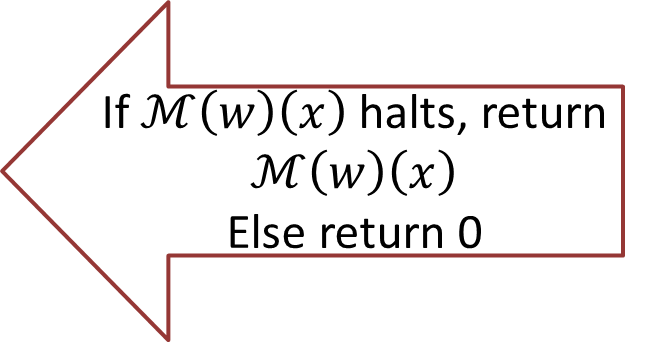 If ℳ(𝑤)(𝑥) halts, return
ℳ(𝑤)(𝑥)
Else return 0